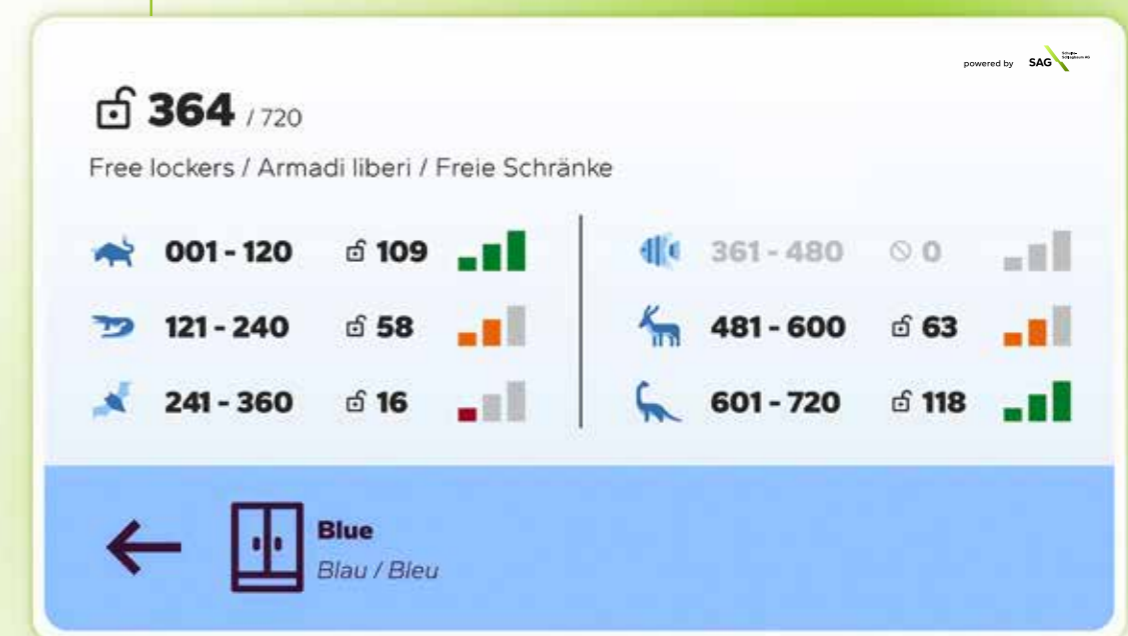 powered by SAG
364 / 720
Free lockers / Armadi liberi / Freie Schränke
001 - 120 109
121 - 240 58
241 - 360 16
361 - 480 0
481 - 600 63
601 - 720 118
Blue
Blau / Bleu